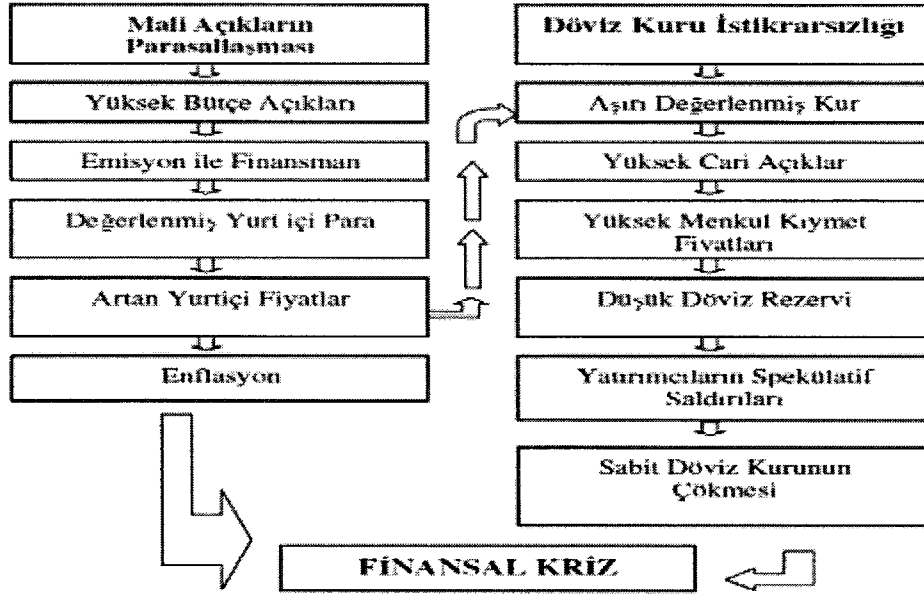 Mali Açıkların
Parasallaşması
Yüksek Bütçe Açıkları
Emisyon ile Finansman
Değerlenmiş Yurt içi Para
Artan Yurtiçi Fiyatlar
Enflasyon
Döviz Kuru İstikrarsızlığı
Aşırı Değerlenmiş Kur
Yüksek Cari Açıklar
Yüksek Menkul Kıymet
Fiyatları
Düşük Döviz Rezervi
Yatırımcıların Spekülatif
Saldırıları
Sabit Döviz Kurunun
Çökmesi
FİNANSAL KRİZ